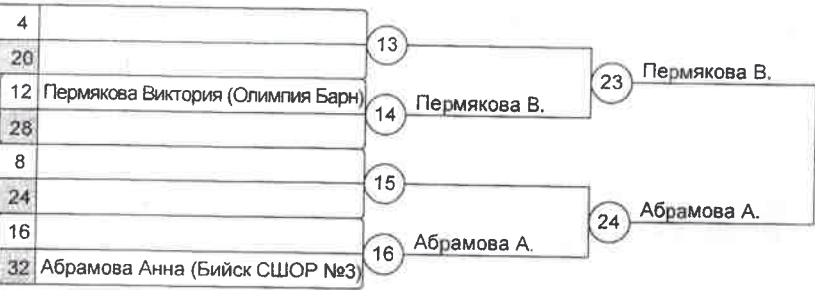 4
13
20
23 Пермякова В.
12 Пермякова Виктория (Олимпия Барн)
14 Пермякова В.
28
8
15
24
24 Абрамова А.
16
16 Абрамова А.
32 Абрамова Анна (Бийск СШОР №3)